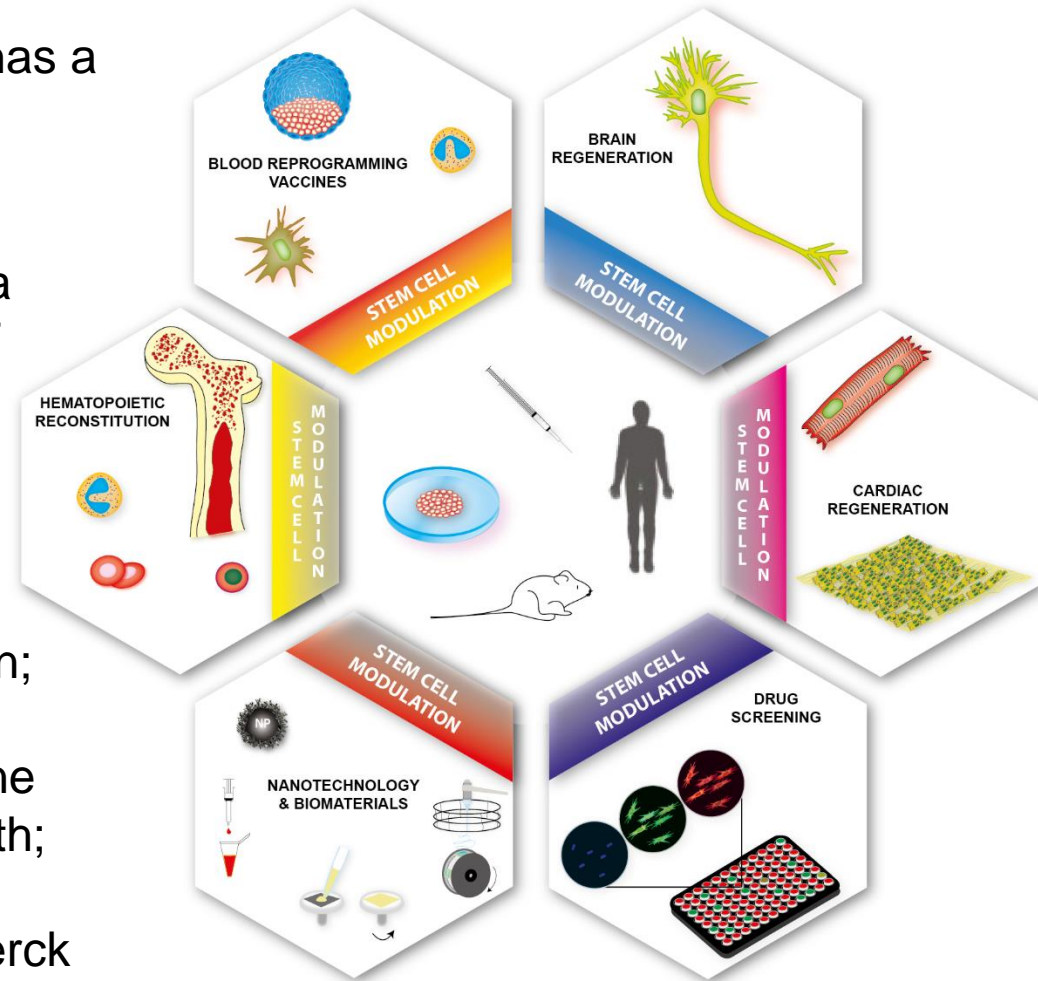 has a
a
n;
ne
th;
erck
BLOOD REPROGRAMMING
VACCINES
STEM CELL
MODULATION
BRAIN
REGENERATION
STEM CELL
MODULATION
HEMATOPOIETIC
RECONSTITUTION
STEM CELL
MODULATION
STEM CELL
MODULATION
CARDIAC
REGENERATION
STEM CELL
MODULATION
NP
NANOTECHNOLOGY
& BIOMATERIALS
STEM CELL
MODULATION
DRUG
SCREENING